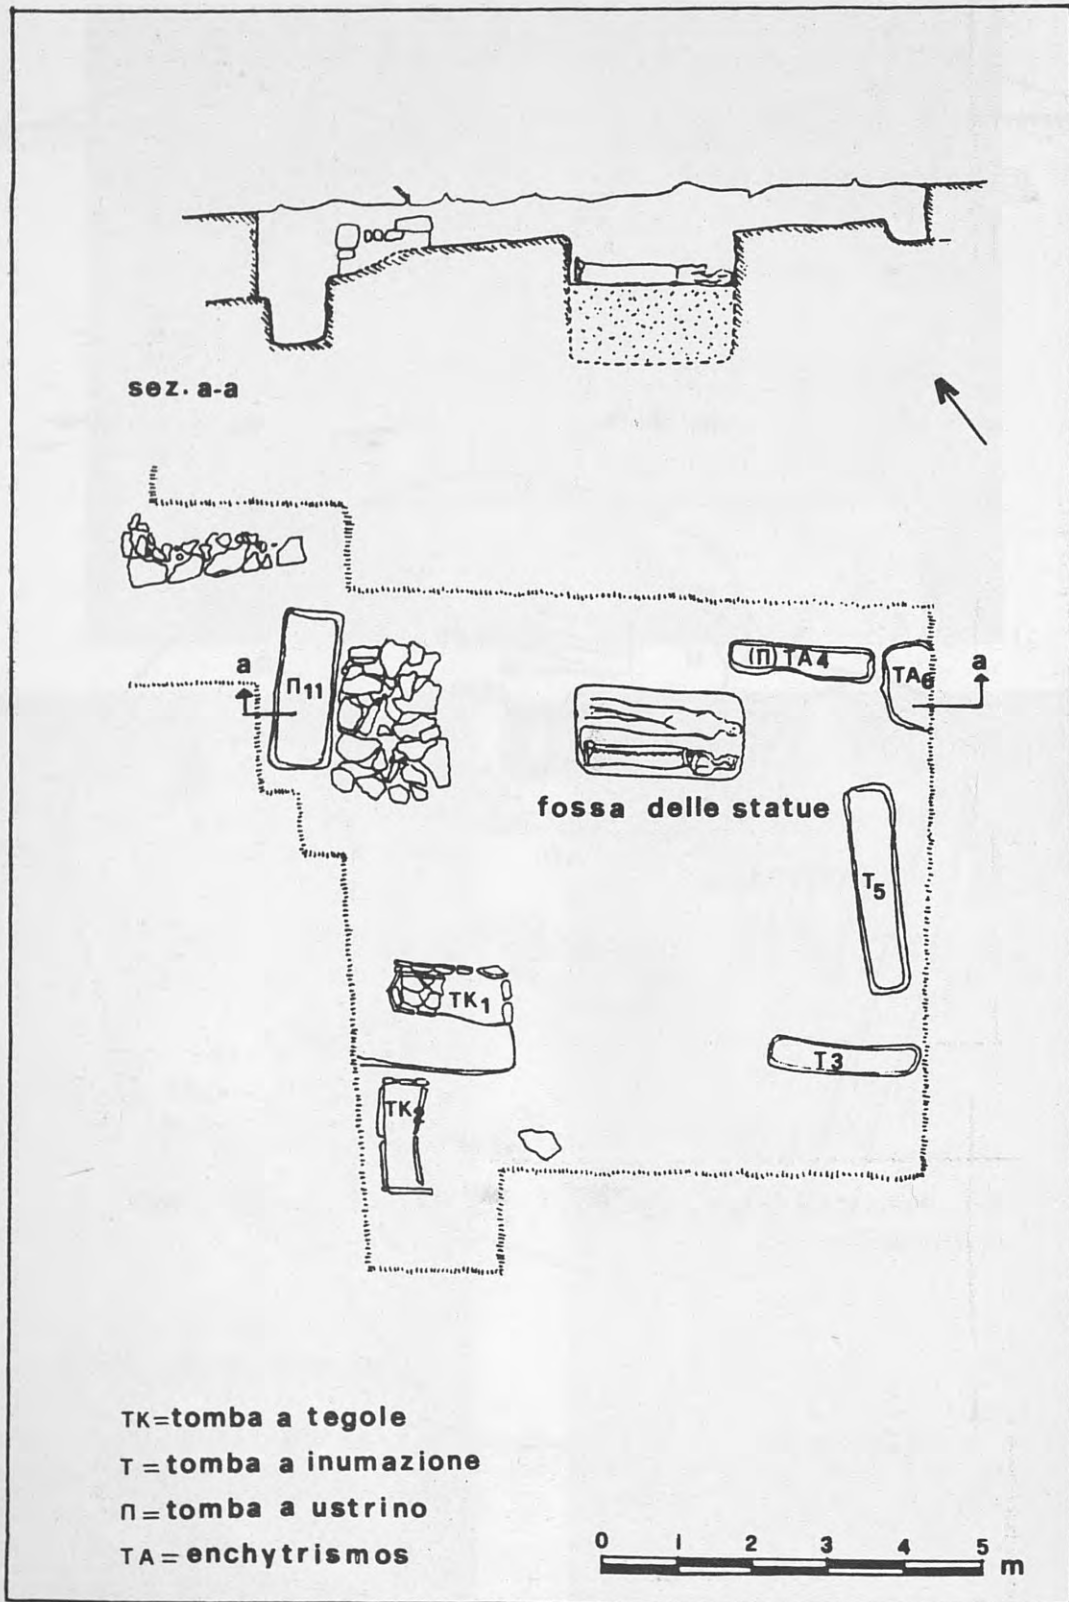 sez. a-a
a
Π11
(Π) TA4
TA6
a
fossa delle statue
T5
TK1
T3
TK2
TK=tomba a tegole
T=tomba a inumazione
Π=tomba a ustrino
TA=enchytrismos
0 1 2 3 4 5
m